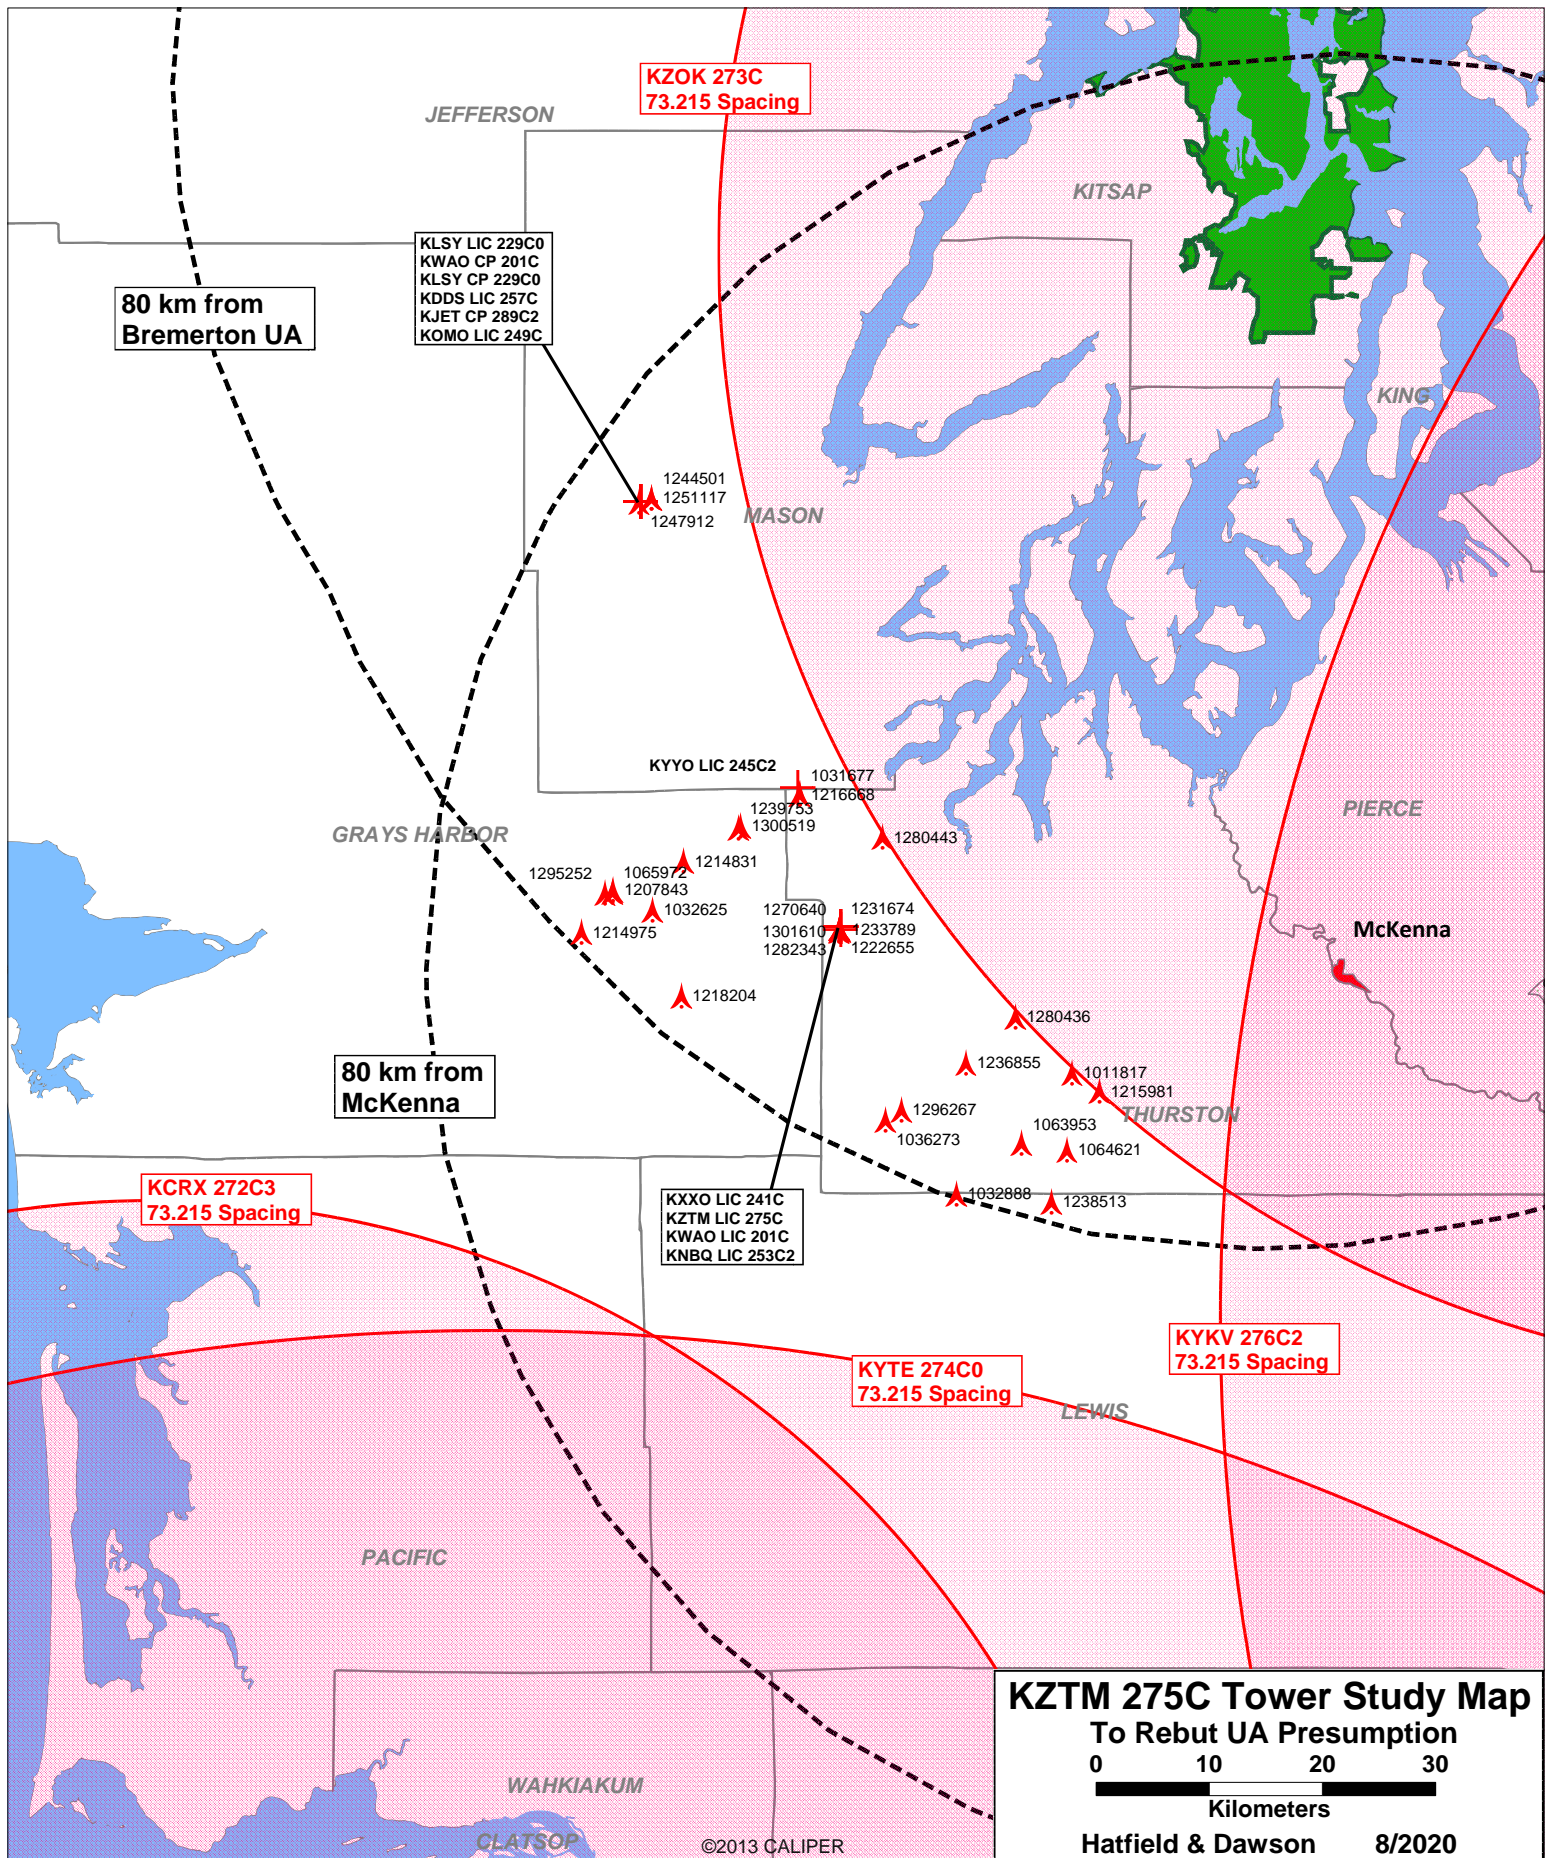 KZOK 273C
73.215 Spacing
JEFFERSON
KITSAP
KLSY LIC 229C0
KWAO CP 201C
KLSY CP 229C0
KDDS LIC 257C
KJET CP 289C2
KOMO LIC 249C
80 km from
Bremerton UA
KING
1244501
1251117
1247912
MASON
KYYO LIC 245C2
1031677
1216668
1239753
1300519
PIERCE
GRAYS HARBOR
1280443
1214831
1295252
1065972
1207843
1032625
1214975
1270640
1301610
1282343
1231674
1233789
1222655
McKenna
1218204
1280436
80 km from
McKenna
1236855
1011817
1215981
1296267
THURSTON
1036273
1063953
1064621
KCRX 272C3
73.215 Spacing
1032888
1238513
KXXO LIC 241C
KZTM LIC 275C
KWAO LIC 201C
KNBQ LIC 253C2
KYKV 276C2
73.215 Spacing
KYTE 274C0
73.215 Spacing
LEWIS
PACIFIC
WAHKIAKUM
CLATSOP
©2013 CALIPER
KZTM 275C Tower Study Map
To Rebut UA Presumption
0 10 20 30
Kilometers
Hatfield & Dawson 8/2020